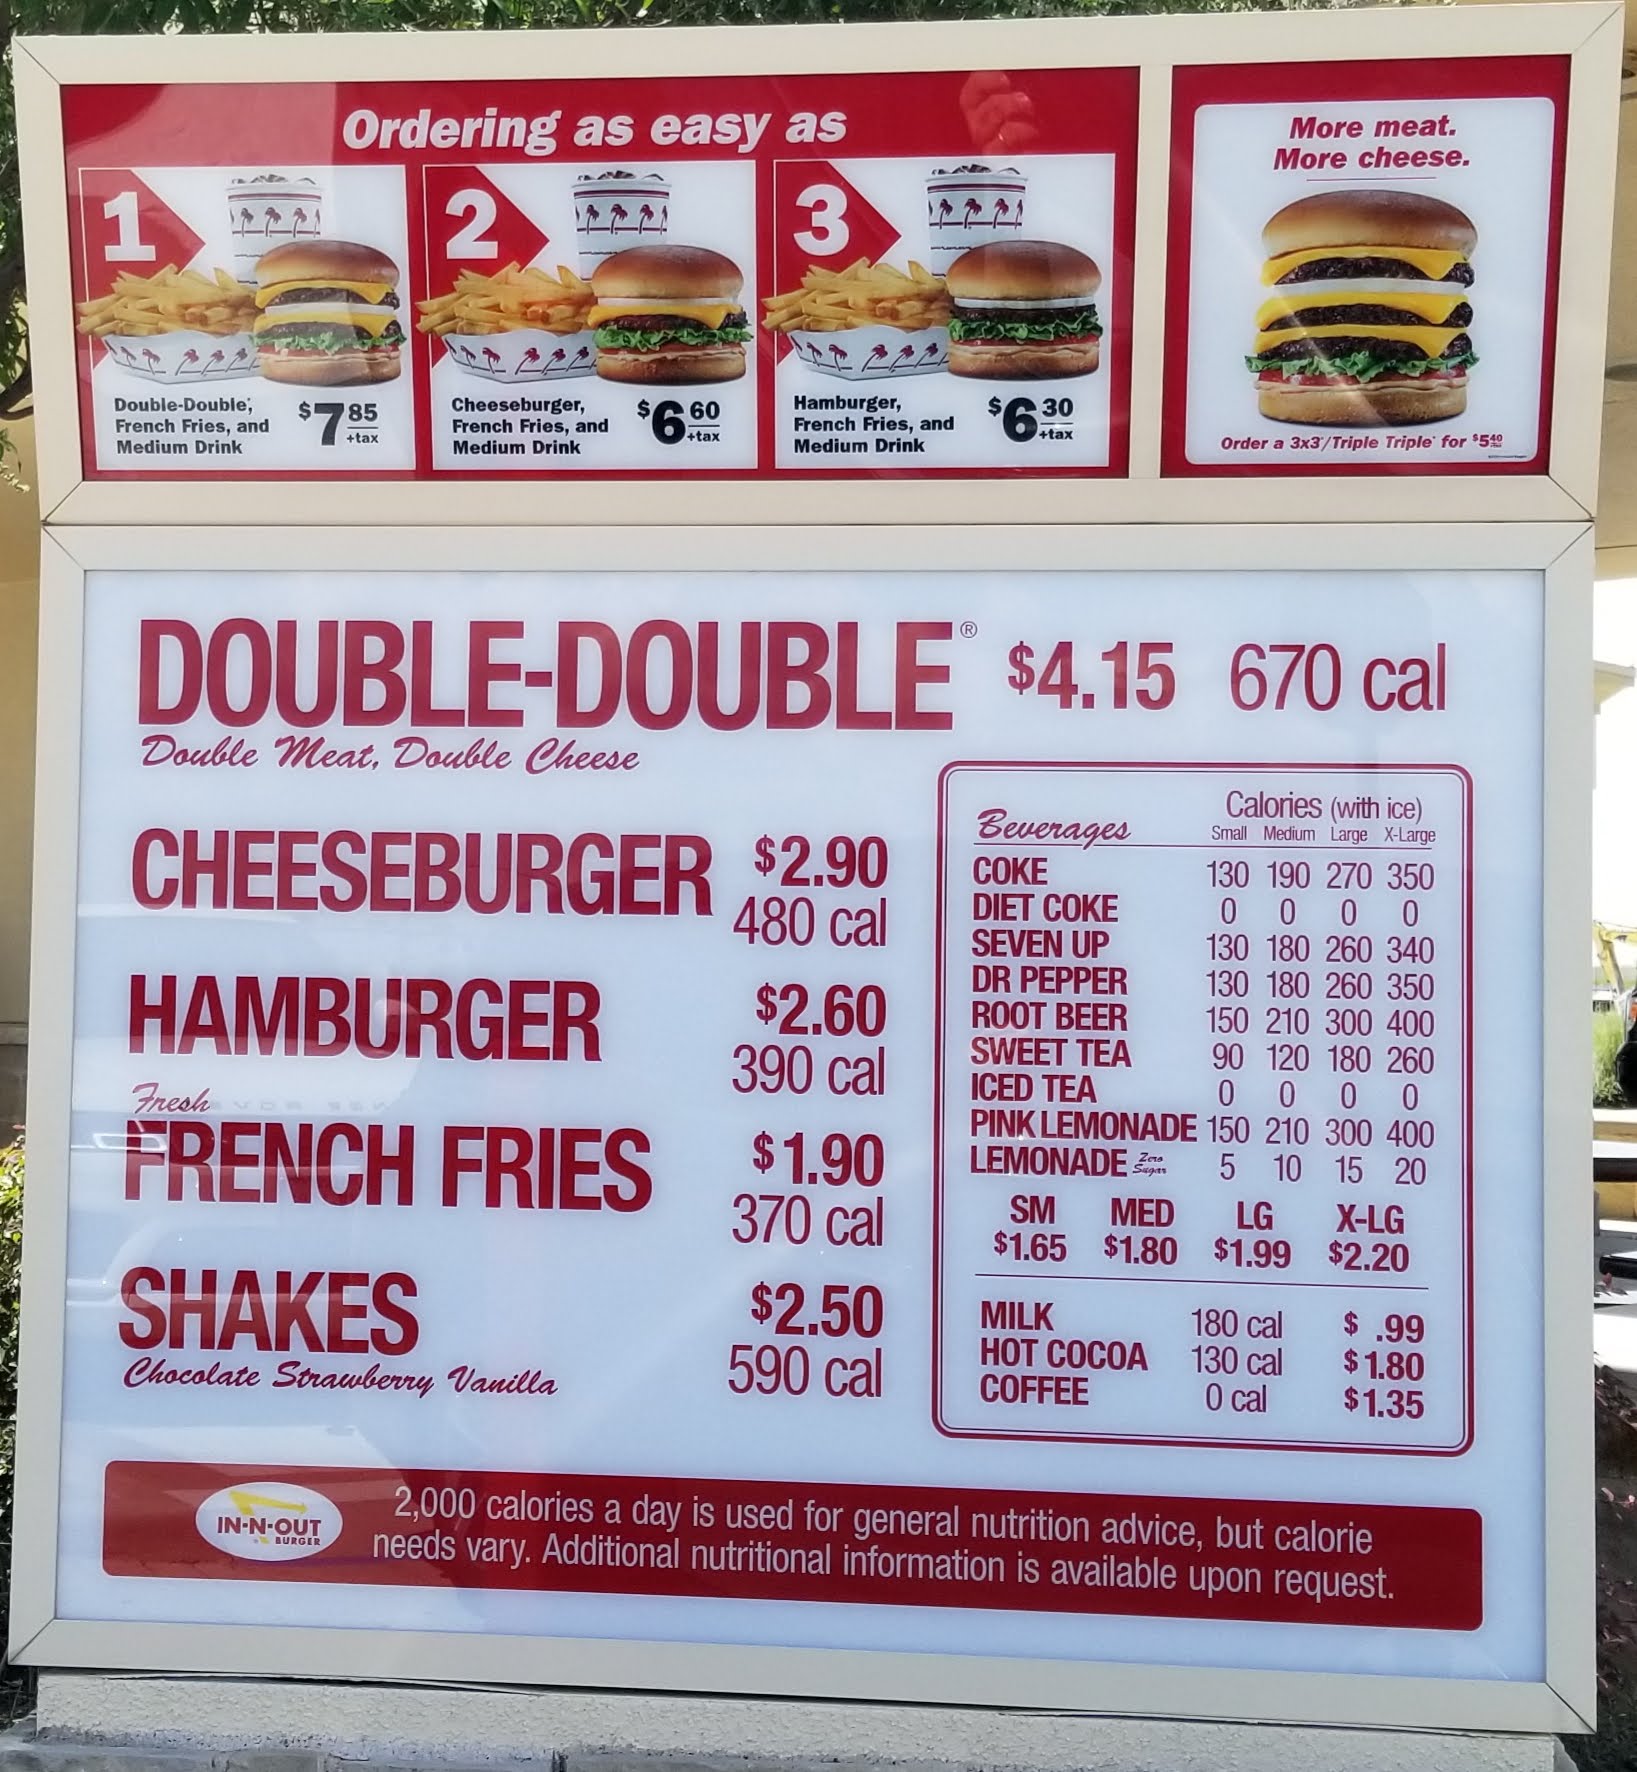 Ordering as easy as
1
Double-Double®,
French Fries, and
Medium Drink
$7 85
+tax
2
Cheeseburger,
French Fries, and
Medium Drink
$6 60
+tax
3
Hamburger,
French Fries, and
Medium Drink
$6 30
+tax
More meat.
More cheese.
Order a 3x3®/Triple Triple® for $5 40
DOUBLE-DOUBLE® $4.15 670 cal
Double Meat, Double Cheese
CHEESEBURGER $2.90
480 cal
HAMBURGER $2.60
390 cal
Fresh
FRENCH FRIES $1.90
370 cal
SHAKES $2.50
Chocolate Strawberry Vanilla 590 cal
Calories (with ice)
Beverages Small Medium Large X-Large
COKE 130 190 270 350
DIET COKE 0 0 0 0
SEVEN UP 130 180 260 340
DR PEPPER 130 180 260 350
ROOT BEER 150 210 300 400
SWEET TEA 90 120 180 260
ICED TEA 0 0 0 0
PINK LEMONADE 150 210 300 400
LEMONADE Zero Sugar 5 10 15 20
SM MED LG X-LG
$1.65 $1.80 $1.99 $2.20
MILK 180 cal $ .99
HOT COCOA 130 cal $1.80
COFFEE 0 cal $1.35
IN-N-OUT
BURGER
2,000 calories a day is used for general nutrition advice, but calorie
needs vary. Additional nutritional information is available upon request.